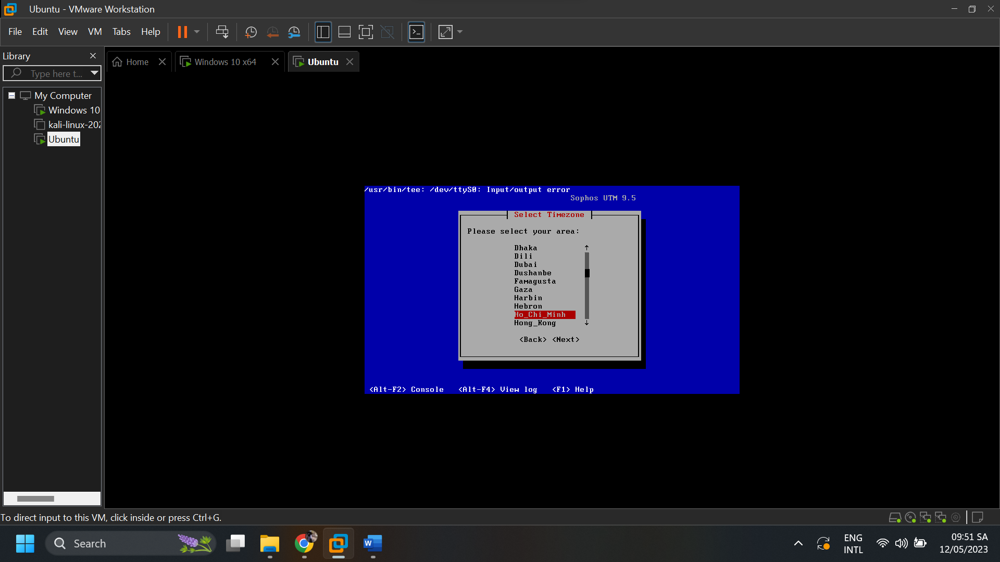 Ubuntu - VMware Workstation
File Edit View VM Tabs Help
Library
Type here t...
My Computer
Windows 10
kali-linux-202
Ubuntu
Home
Windows 10 x64
Ubuntu
/usr/bin/tee: /dev/ttyS0: Input/output error
Sophos UTM 9.5
Select Timezone
Please select your area:
Dhaka
Dili
Dubai
Dushanbe
Famagusta
Gaza
Harbin
Hebron
Ho_Chi_Minh
Hong_Kong
<Back> <Next>
<Alt-F2> Console <Alt-F4> View log <F1> Help
To direct input to this VM, click inside or press Ctrl+G.
Search
W
ENG
INTL
09:51 SA
12/05/2023